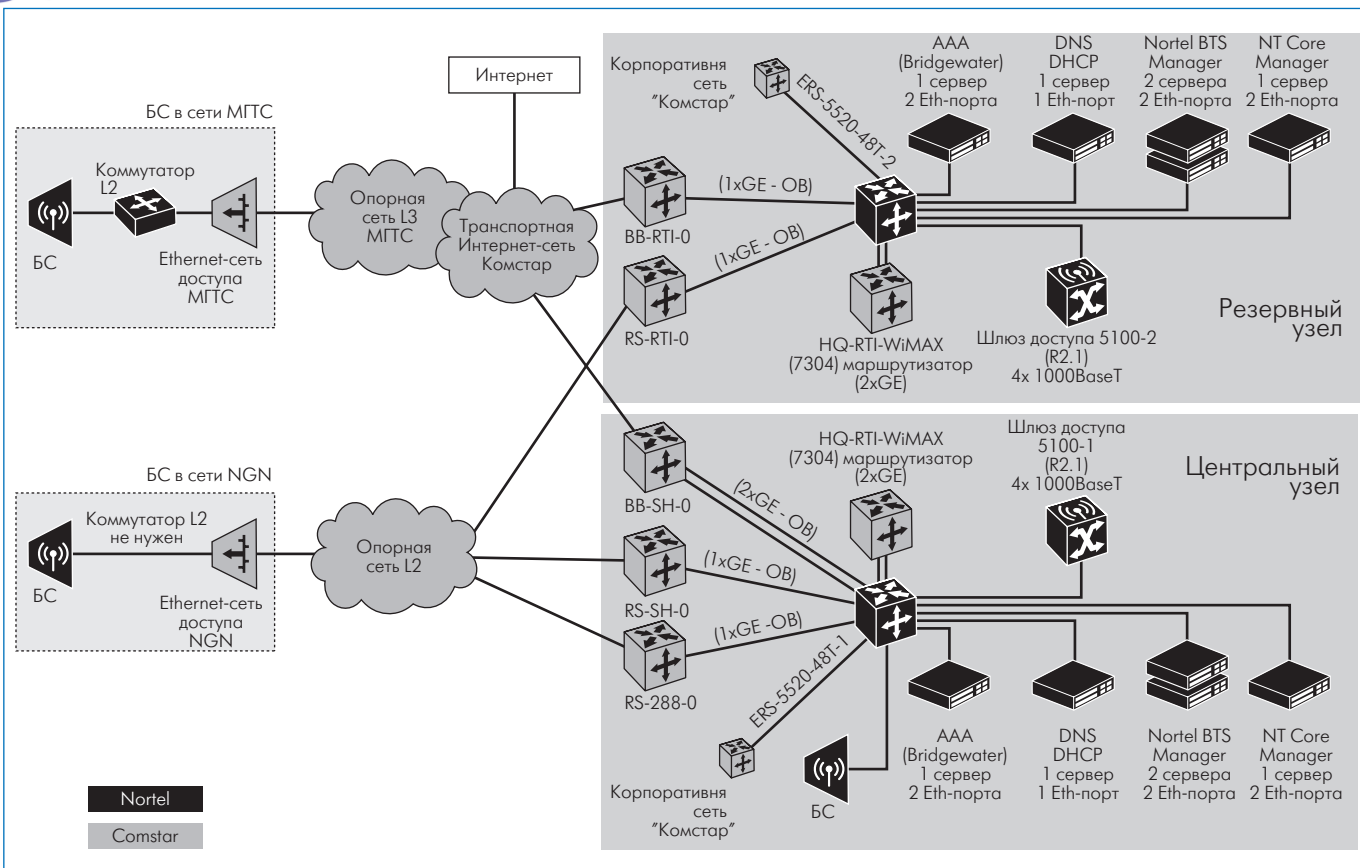 Интернет
БС в сети МГТС
Коммутатор
L2
БС
Ethernet-сеть
доступа
МГТС
Опорная
сеть L3
МГТС
Транспортная
Интернет-сеть
Комстар
БС в сети NGN
Коммутатор L2
не нужен
БС
Ethernet-сеть
доступа
NGN
Опорная
сеть L2
Nortel
Comstar
Корпоративня
сеть
"Комстар"
ERS-5520-48T-2
AAA
(Bridgewater)
1 сервер
2 Eth-порта
DNS
DHCP
1 сервер
1 Eth-порт
Nortel BTS
Manager
2 сервера
2 Eth-порта
NT Core
Manager
1 сервер
2 Eth-порта
BB-RTI-0
(1xGE - OB)
RS-RTI-0
(1xGE - OB)
HQ-RTI-WiMAX
(7304) маршрутизатор
(2xGE)
Шлюз доступа 5100-2
(R2.1)
4x 1000BaseT
Резервный
узел
BB-SH-0
(2xGE - OB)
RS-SH-0
(1xGE - OB)
RS-288-0
(1xGE -OB)
HQ-RTI-WiMAX
(7304) маршрутизатор
(2xGE)
Шлюз доступа
5100-1
(R2.1)
4x 1000BaseT
Центральный
узел
ERS-5520-48T-1
Корпоративня
сеть
"Комстар"
БС
AAA
(Bridgewater)
1 сервер
2 Eth-порта
DNS
DHCP
1 сервер
1 Eth-порт
Nortel BTS
Manager
2 сервера
2 Eth-порта
NT Core
Manager
1 сервер
2 Eth-порта